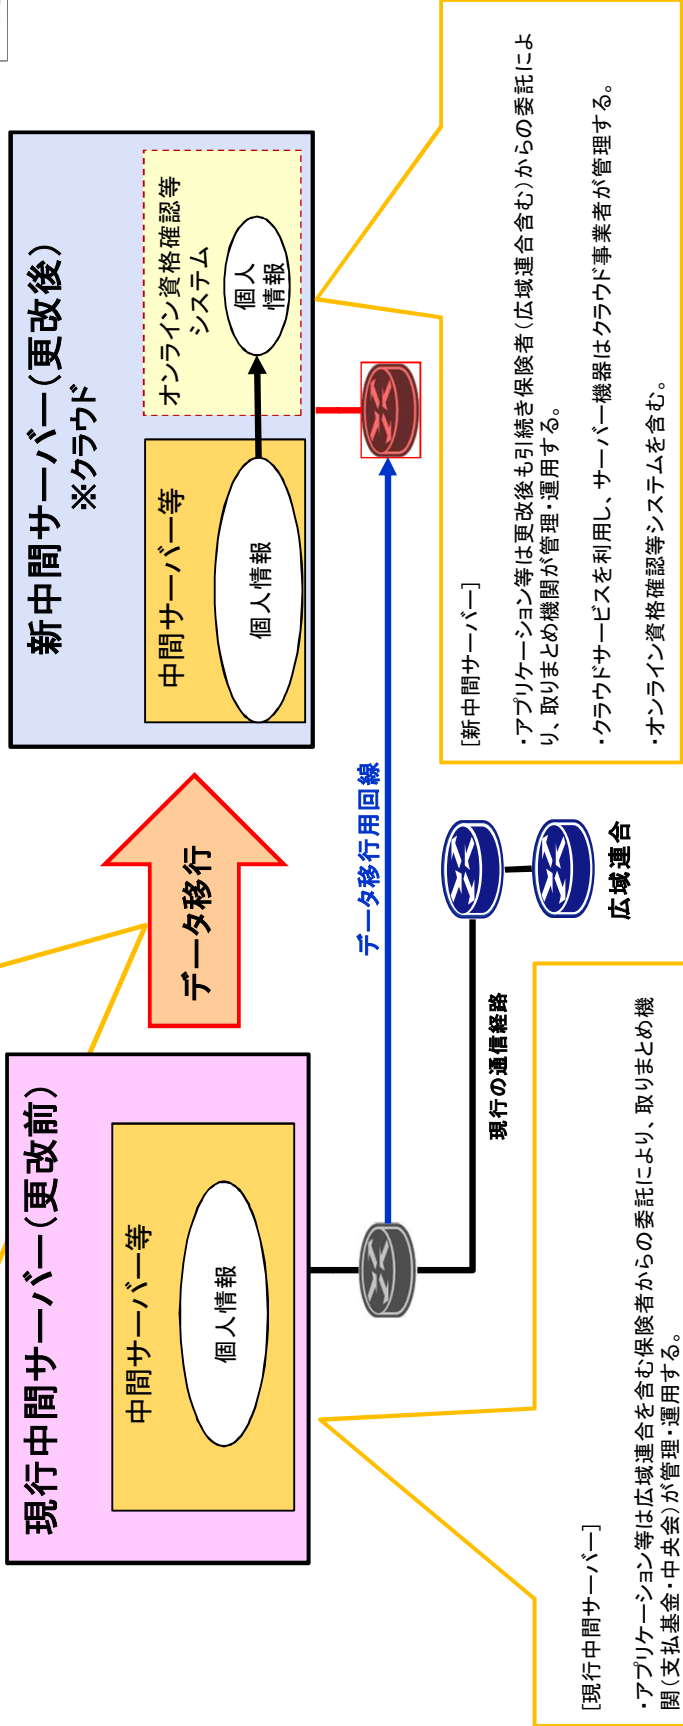 現行中間サーバー(更改前)
中間サーバー等
個人情報
データ移行
新中間サーバー(更改後)
※クラウド
中間サーバー等
個人情報
オンライン資格確認等
システム
個人
情報
データ移行用回線
現行の通信経路
広域連合
[現行中間サーバー]
・アプリケーション等は広域連合を含む保険者からの委託により、取りまとめ機
関(支払基金・中央会)が管理・運用する。
[新中間サーバー]
・アプリケーション等は更改後も引続き保険者(広域連合含む)からの委託によ
り、取りまとめ機関が管理・運用する。
・クラウドサービスを利用し、サーバー機器はクラウド事業者が管理する。
・オンライン資格確認等システムを含む。